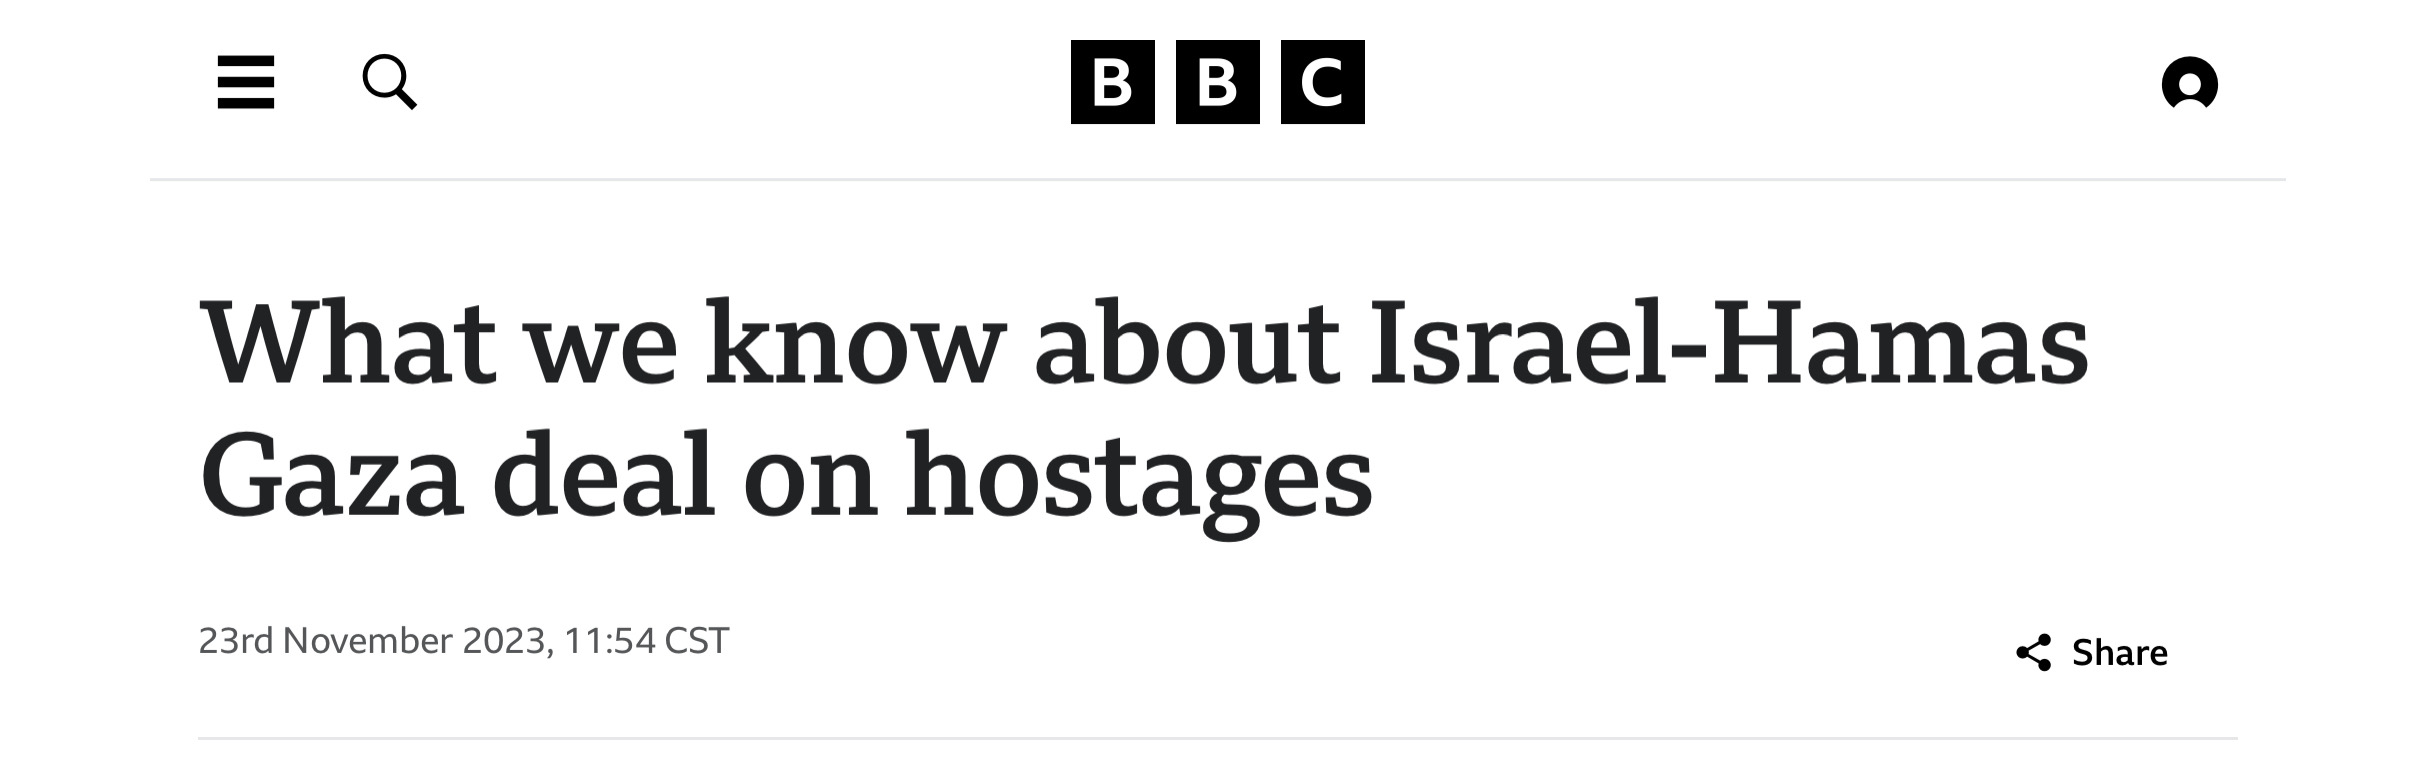 BBC
What we know about Israel-Hamas
Gaza deal on hostages
23rd November 2023, 11:54 CST
Share